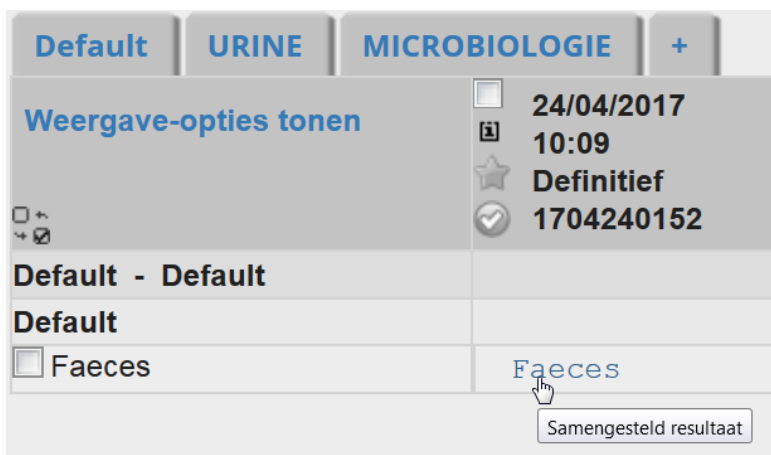 Default URINE MICROBIOLOGIE +
Weergave-opties tonen
24/04/2017
10:09
Definitief
1704240152
Default - Default
Default
Faeces Faeces
Samengesteld resultaat